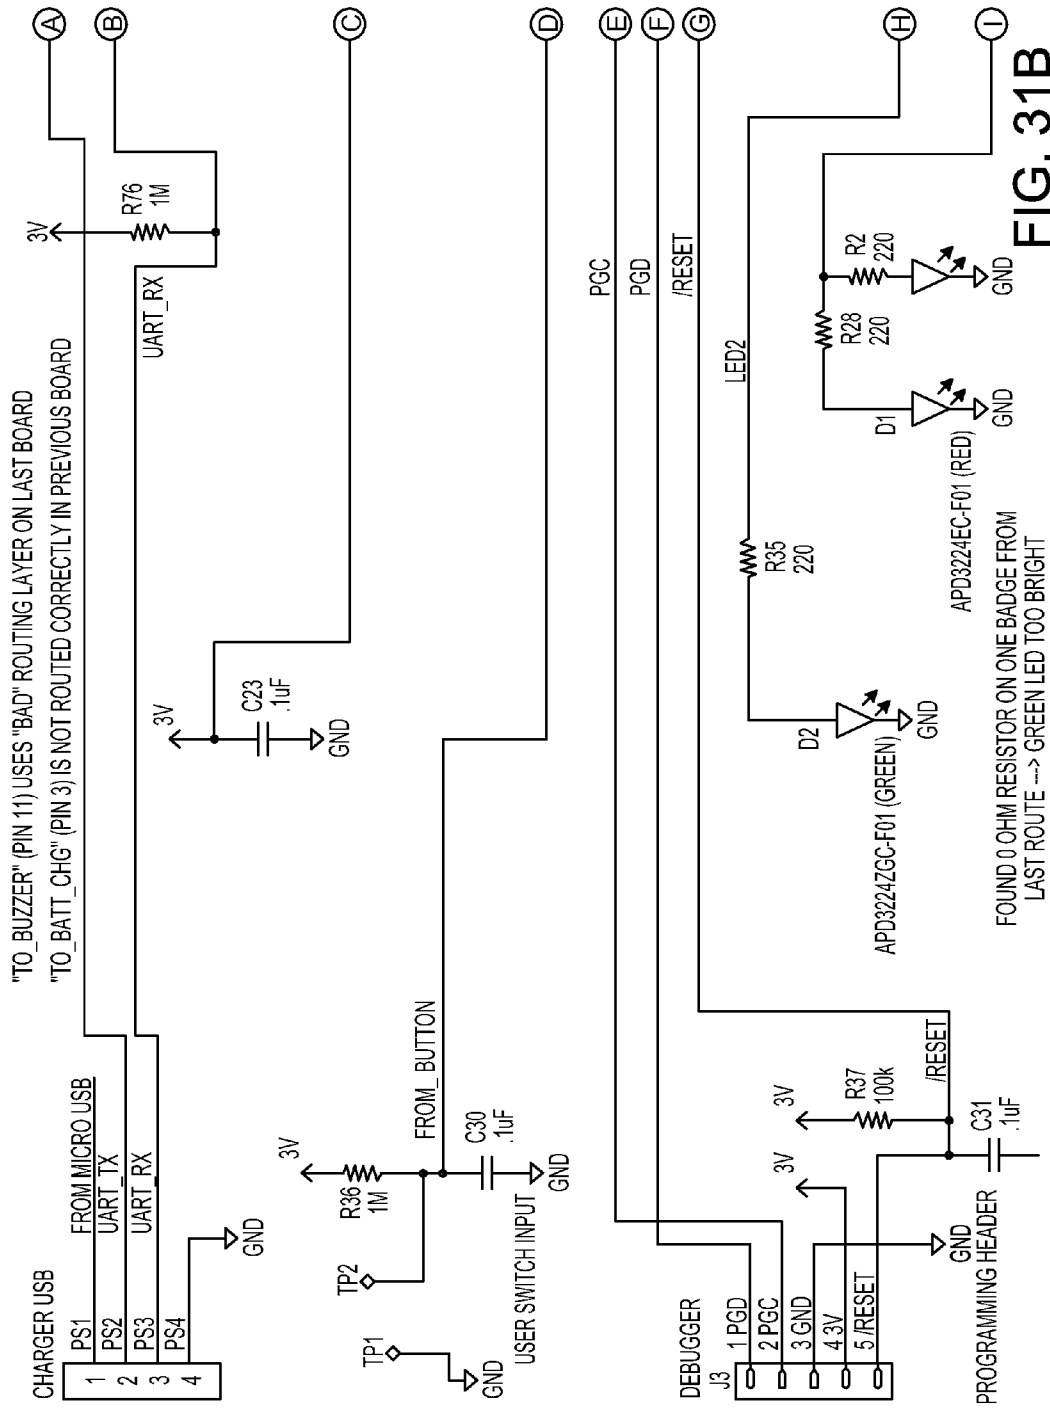 "TO_BUZZER" (PIN 11) USES "BAD" ROUTING LAYER ON LAST BOARD
"TO_BATT_CHG" (PIN 3) IS NOT ROUTED CORRECTLY IN PREVIOUS BOARD
A
B
C
D
E
F
G
H
I
CHARGER USB
1
2
3
4
PS1
PS2
PS3
PS4
FROM MICRO USB
UART_TX
UART_RX
GND
3V
R76
1M
UART_RX
3V
C23
.1uF
GND
TP1
GND
TP2
3V
R36
1M
FROM_BUTTON
C30
.1uF
GND
USER SWITCH INPUT
PGC
PGD
/RESET
DEBUGGER
J3
1 PGD
2 PGC
3 GND
4 3V
5 /RESET
3V
3V
R37
100k
/RESET
C31
.1uF
GND
PROGRAMMING HEADER
LED2
R35
220
D2
GND
APD3224ZGC-F01 (GREEN)
R28
220
R2
220
D1
GND
GND
APD3224EC-F01 (RED)
FOUND 0 OHM RESISTOR ON ONE BADGE FROM
LAST ROUTE ---> GREEN LED TOO BRIGHT
FIG. 31B